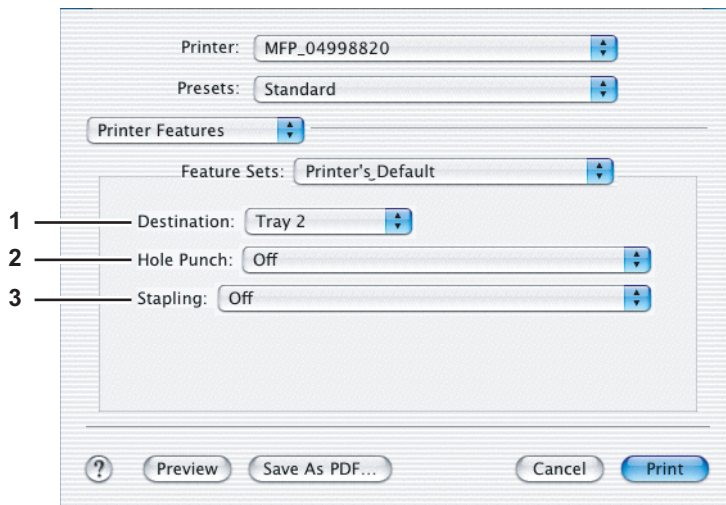 Printer: MFP_04998820
Presets: Standard
Printer Features
Feature Sets: Printer's_Default
1 Destination: Tray 2
2 Hole Punch: Off
3 Stapling: Off
? Preview Save As PDF... Cancel Print